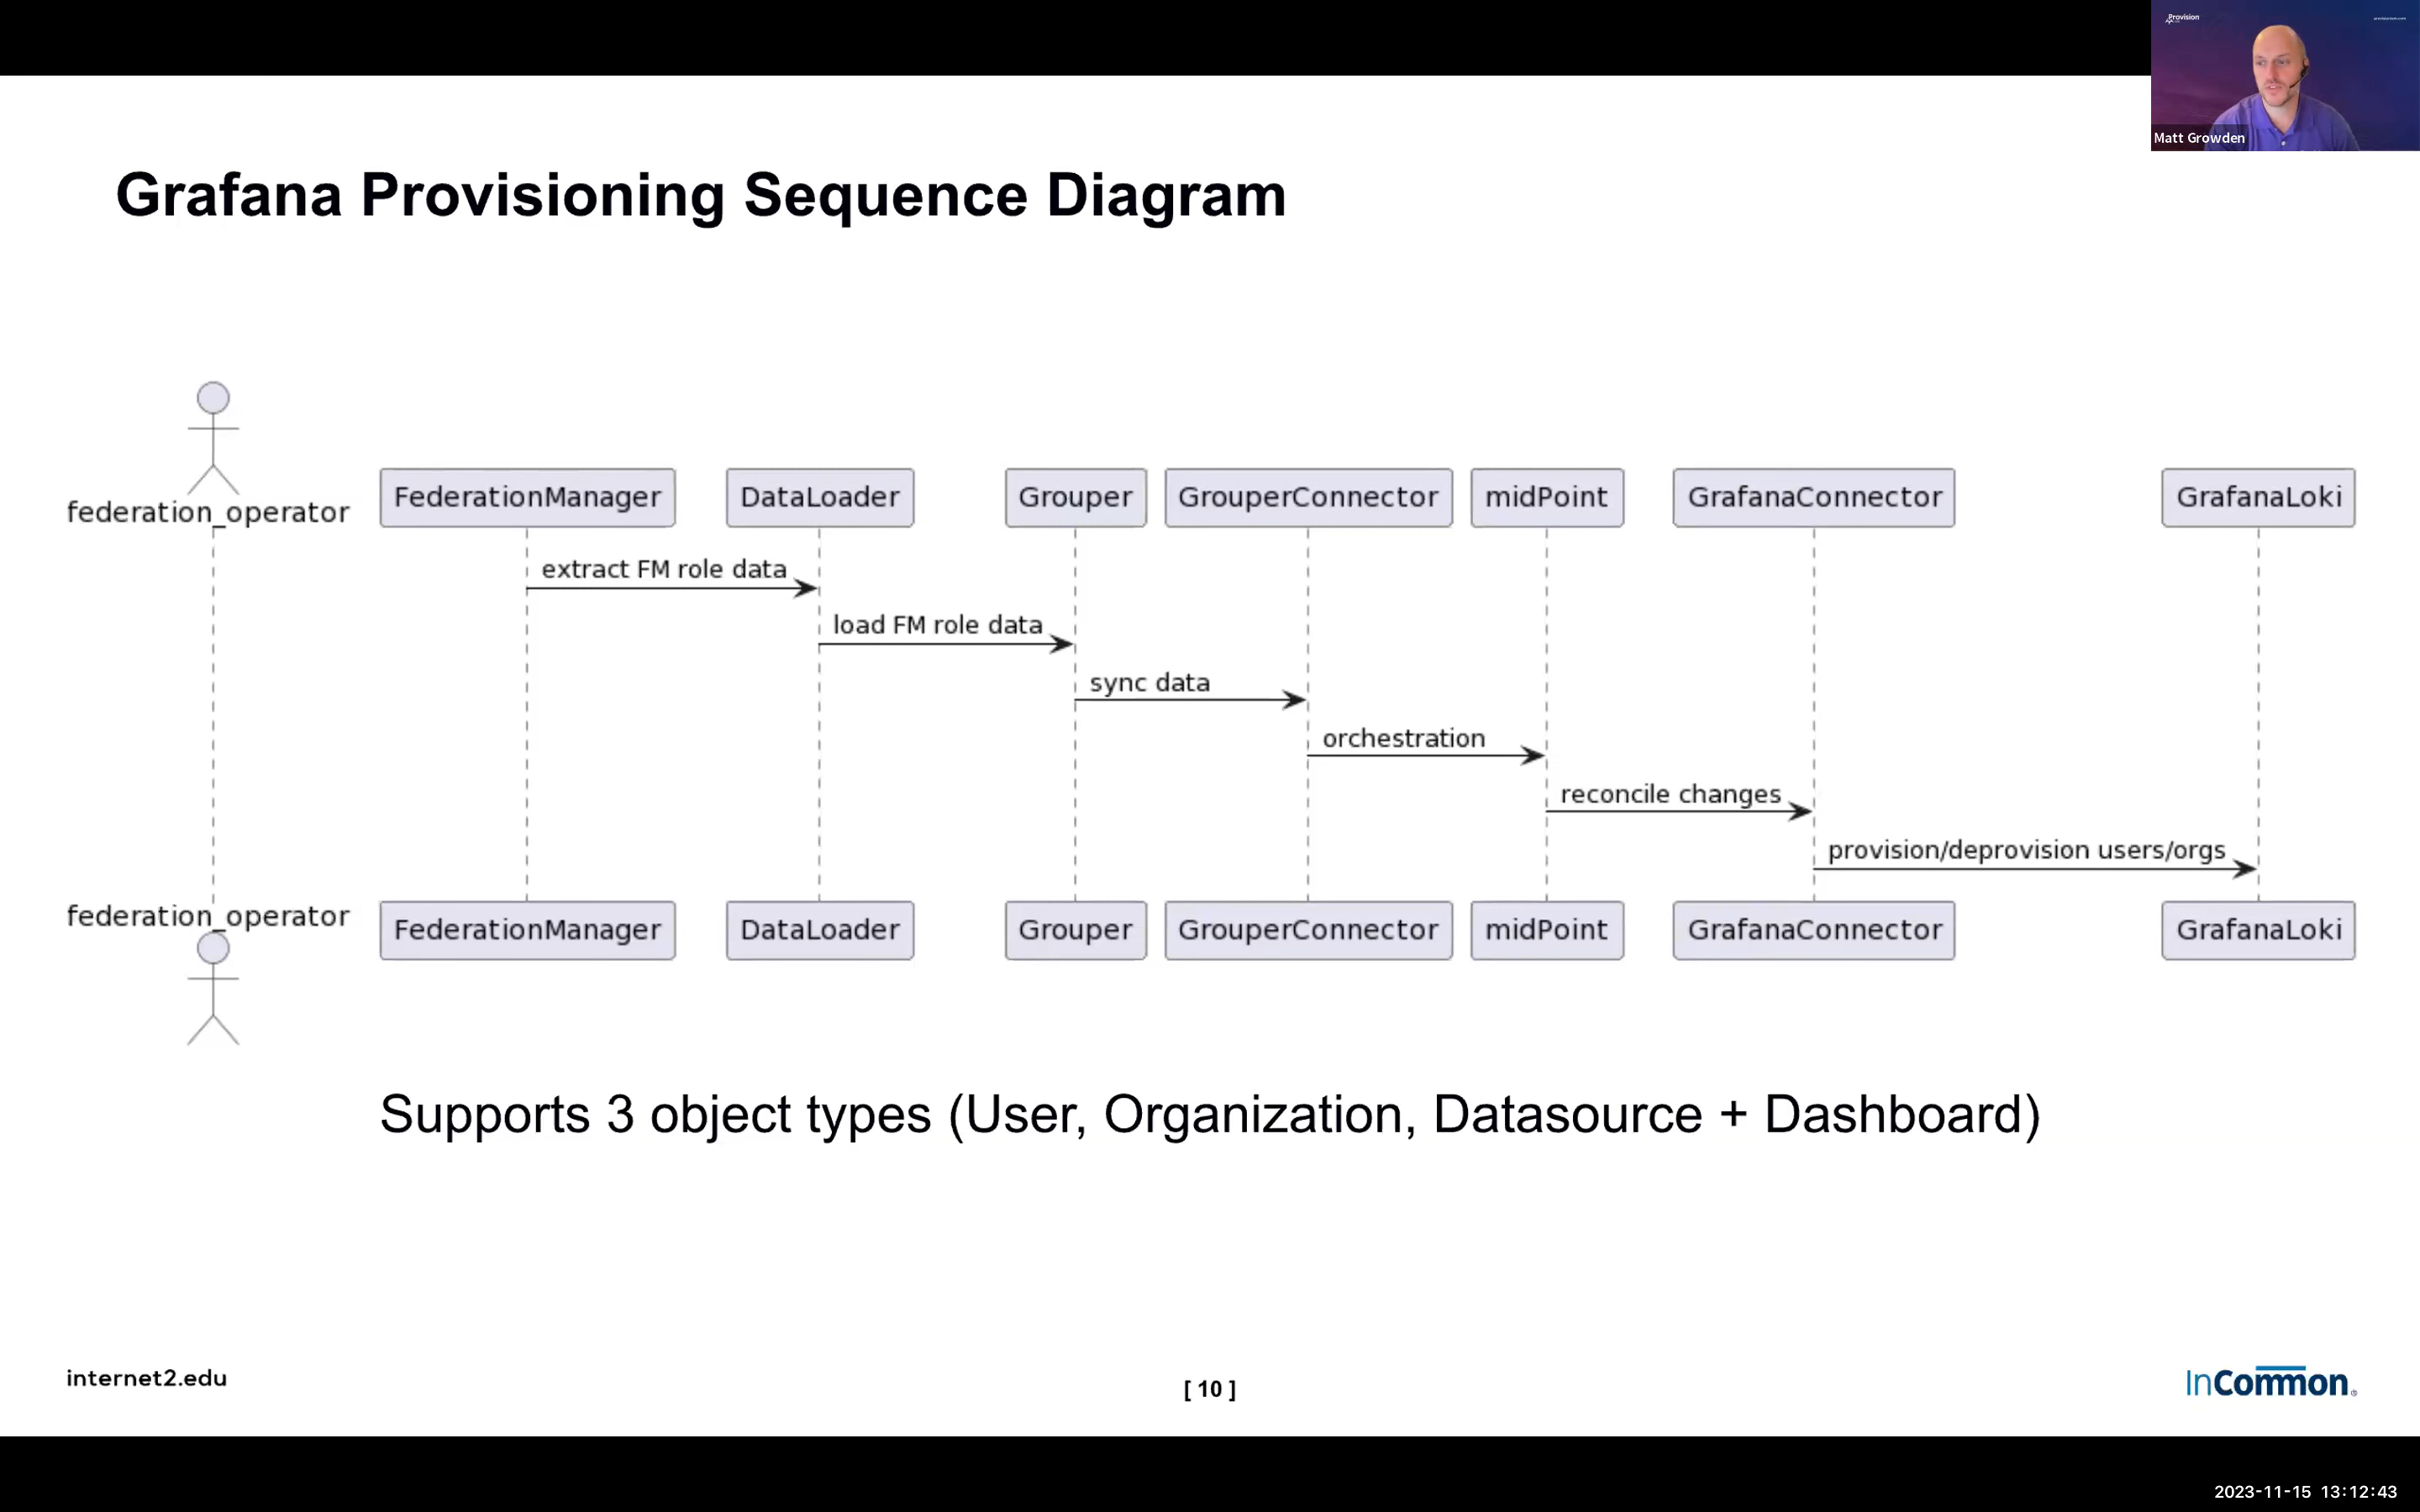 Provision
Matt Growden
Grafana Provisioning Sequence Diagram
federation_operator
FederationManager
DataLoader
Grouper
GrouperConnector
midPoint
GrafanaConnector
GrafanaLoki
extract FM role data
load FM role data
sync data
orchestration
reconcile changes
provision/deprovision users/orgs
federation_operator
FederationManager
DataLoader
Grouper
GrouperConnector
midPoint
GrafanaConnector
GrafanaLoki
Supports 3 object types (User, Organization, Datasource + Dashboard)
internet2.edu
[ 10 ]
InCommon®
2023-11-15 13:12:43